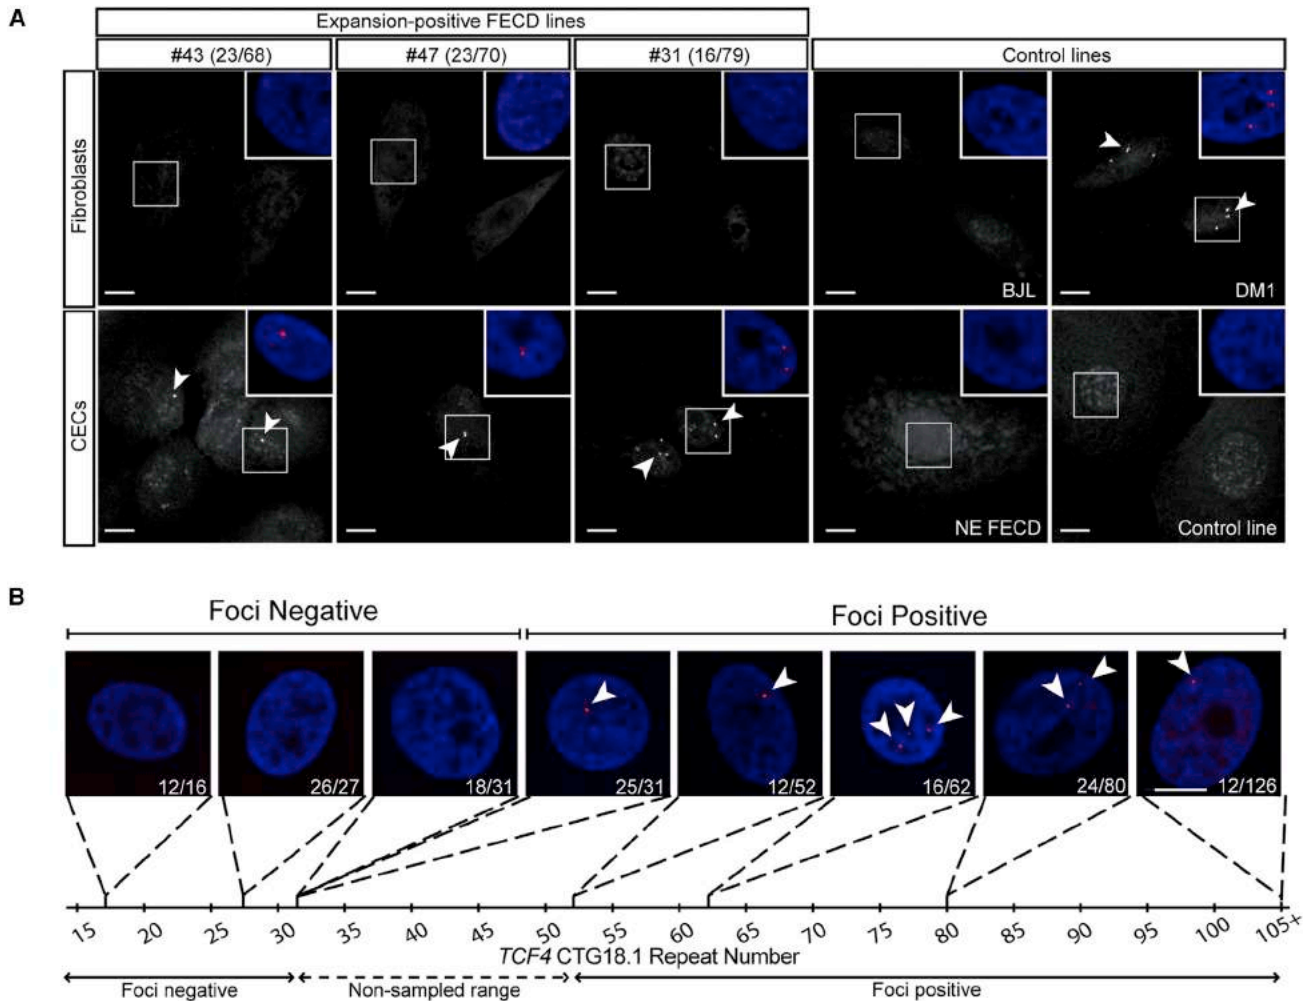 A
Expansion-positive FECD lines
#43 (23/68)
#47 (23/70)
#31 (16/79)
Control lines
Fibroblasts
BJL
DM1
CECs
NE FECD
Control line
B
Foci Negative
Foci Positive
12/16
26/27
18/31
25/31
12/52
16/62
24/80
12/126
15 20 25 30 35 40 45 50 55 60 65 70 75 80 85 90 95 100 105+
TCF4 CTG18.1 Repeat Number
Foci negative
Non-sampled range
Foci positive